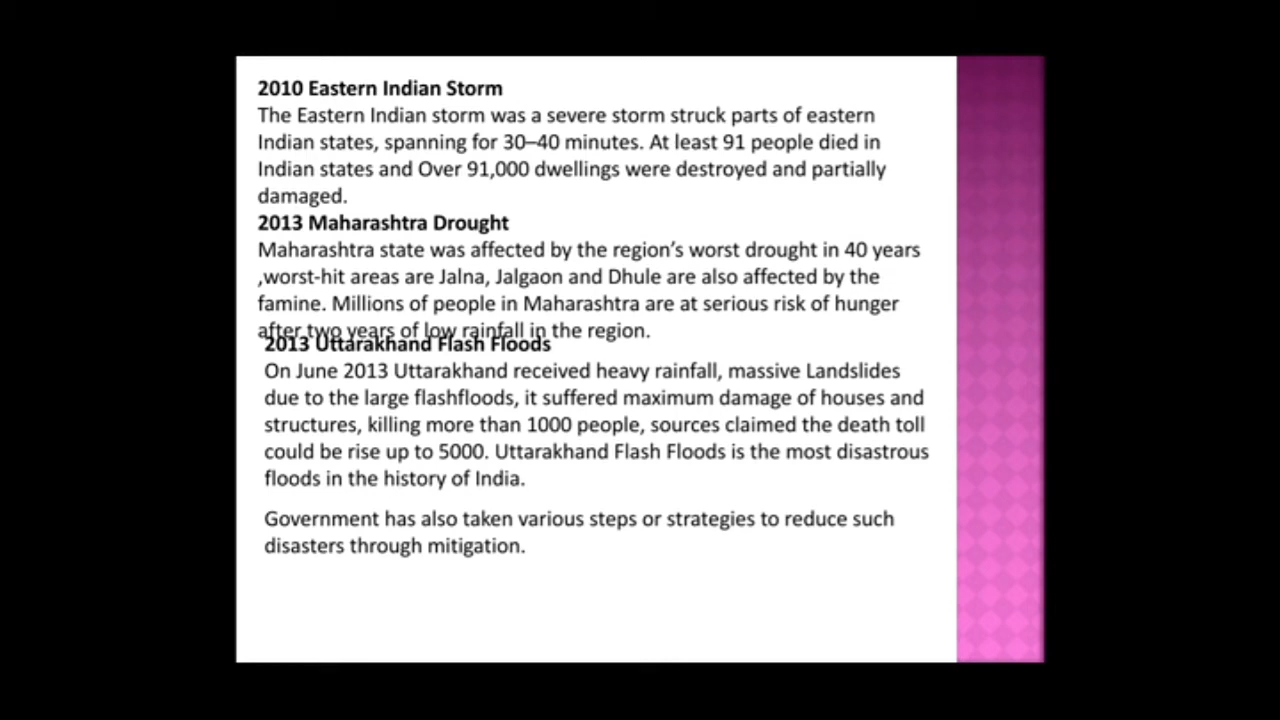 2010 Eastern Indian Storm
The Eastern Indian storm was a severe storm struck parts of eastern
Indian states, spanning for 30–40 minutes. At least 91 people died in
Indian states and Over 91,000 dwellings were destroyed and partially
damaged.
2013 Maharashtra Drought
Maharashtra state was affected by the region’s worst drought in 40 years
,worst-hit areas are Jalna, Jalgaon and Dhule are also affected by the
famine. Millions of people in Maharashtra are at serious risk of hunger
after two years of low rainfall in the region.
2013 Uttarakhand Flash Floods
On June 2013 Uttarakhand received heavy rainfall, massive Landslides
due to the large flashfloods, it suffered maximum damage of houses and
structures, killing more than 1000 people, sources claimed the death toll
could be rise up to 5000. Uttarakhand Flash Floods is the most disastrous
floods in the history of India.
Government has also taken various steps or strategies to reduce such
disasters through mitigation.